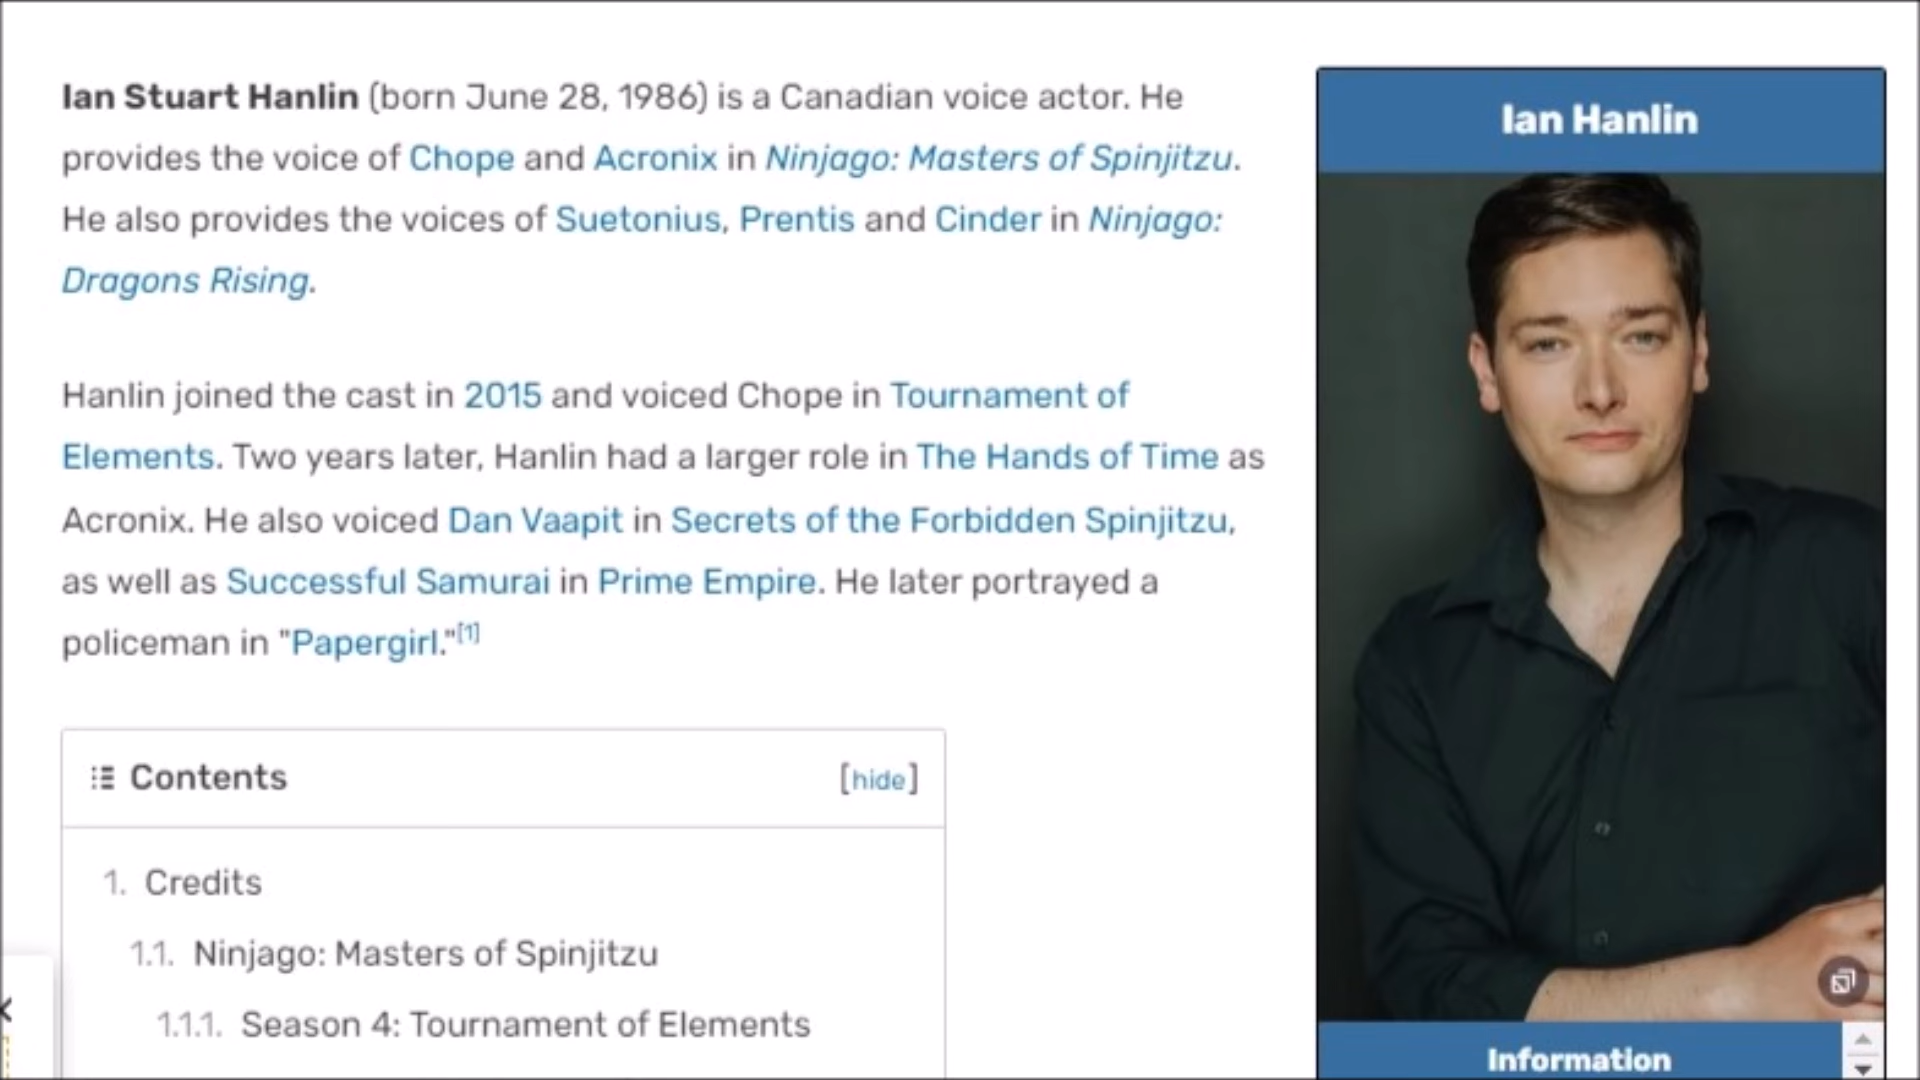 Ian Stuart Hanlin (born June 28, 1986) is a Canadian voice actor. He
provides the voice of Chope and Acronix in Ninjago: Masters of Spinjitzu.
He also provides the voices of Suetonius, Prentis and Cinder in Ninjago:
Dragons Rising.
Hanlin joined the cast in 2015 and voiced Chope in Tournament of
Elements. Two years later, Hanlin had a larger role in The Hands of Time as
Acronix. He also voiced Dan Vaapit in Secrets of the Forbidden Spinjitzu,
as well as Successful Samurai in Prime Empire. He later portrayed a
policeman in "Papergirl."[1]
Contents [hide]
1. Credits
1.1. Ninjago: Masters of Spinjitzu
1.1.1. Season 4: Tournament of Elements
Ian Hanlin
Information